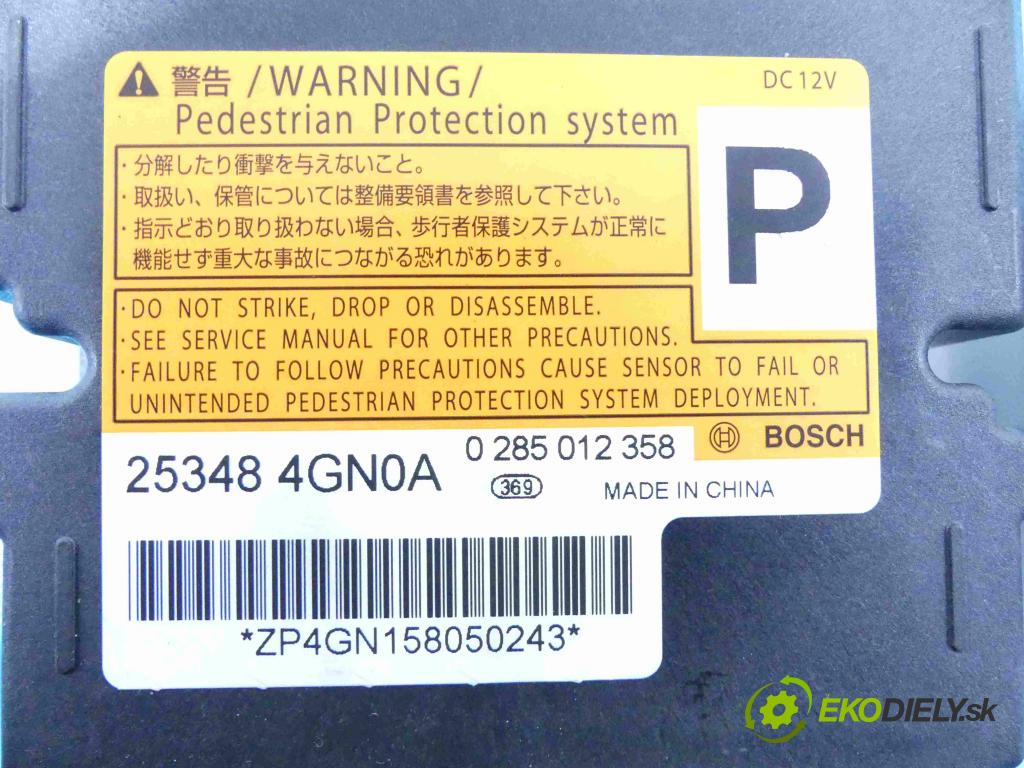 警告 /WARNING/
DC 12V
Pedestrian Protection system
P
・分解したり衝撃を与えないこと。
・取扱い、保管については整備要領書を参照して下さい。
・指示どおり取り扱わない場合、歩行者保護システムが正常に
機能せず重大な事故につながる恐れがあります。
・DO NOT STRIKE, DROP OR DISASSEMBLE.
・SEE SERVICE MANUAL FOR OTHER PRECAUTIONS.
・FAILURE TO FOLLOW PRECAUTIONS CAUSE SENSOR TO FAIL OR
UNINTENDED PEDESTRIAN PROTECTION SYSTEM DEPLOYMENT.
25348 4GN0A
0 285 012 358
BOSCH
369
MADE IN CHINA
*ZP4GN158050243*
EKODIELY.sk